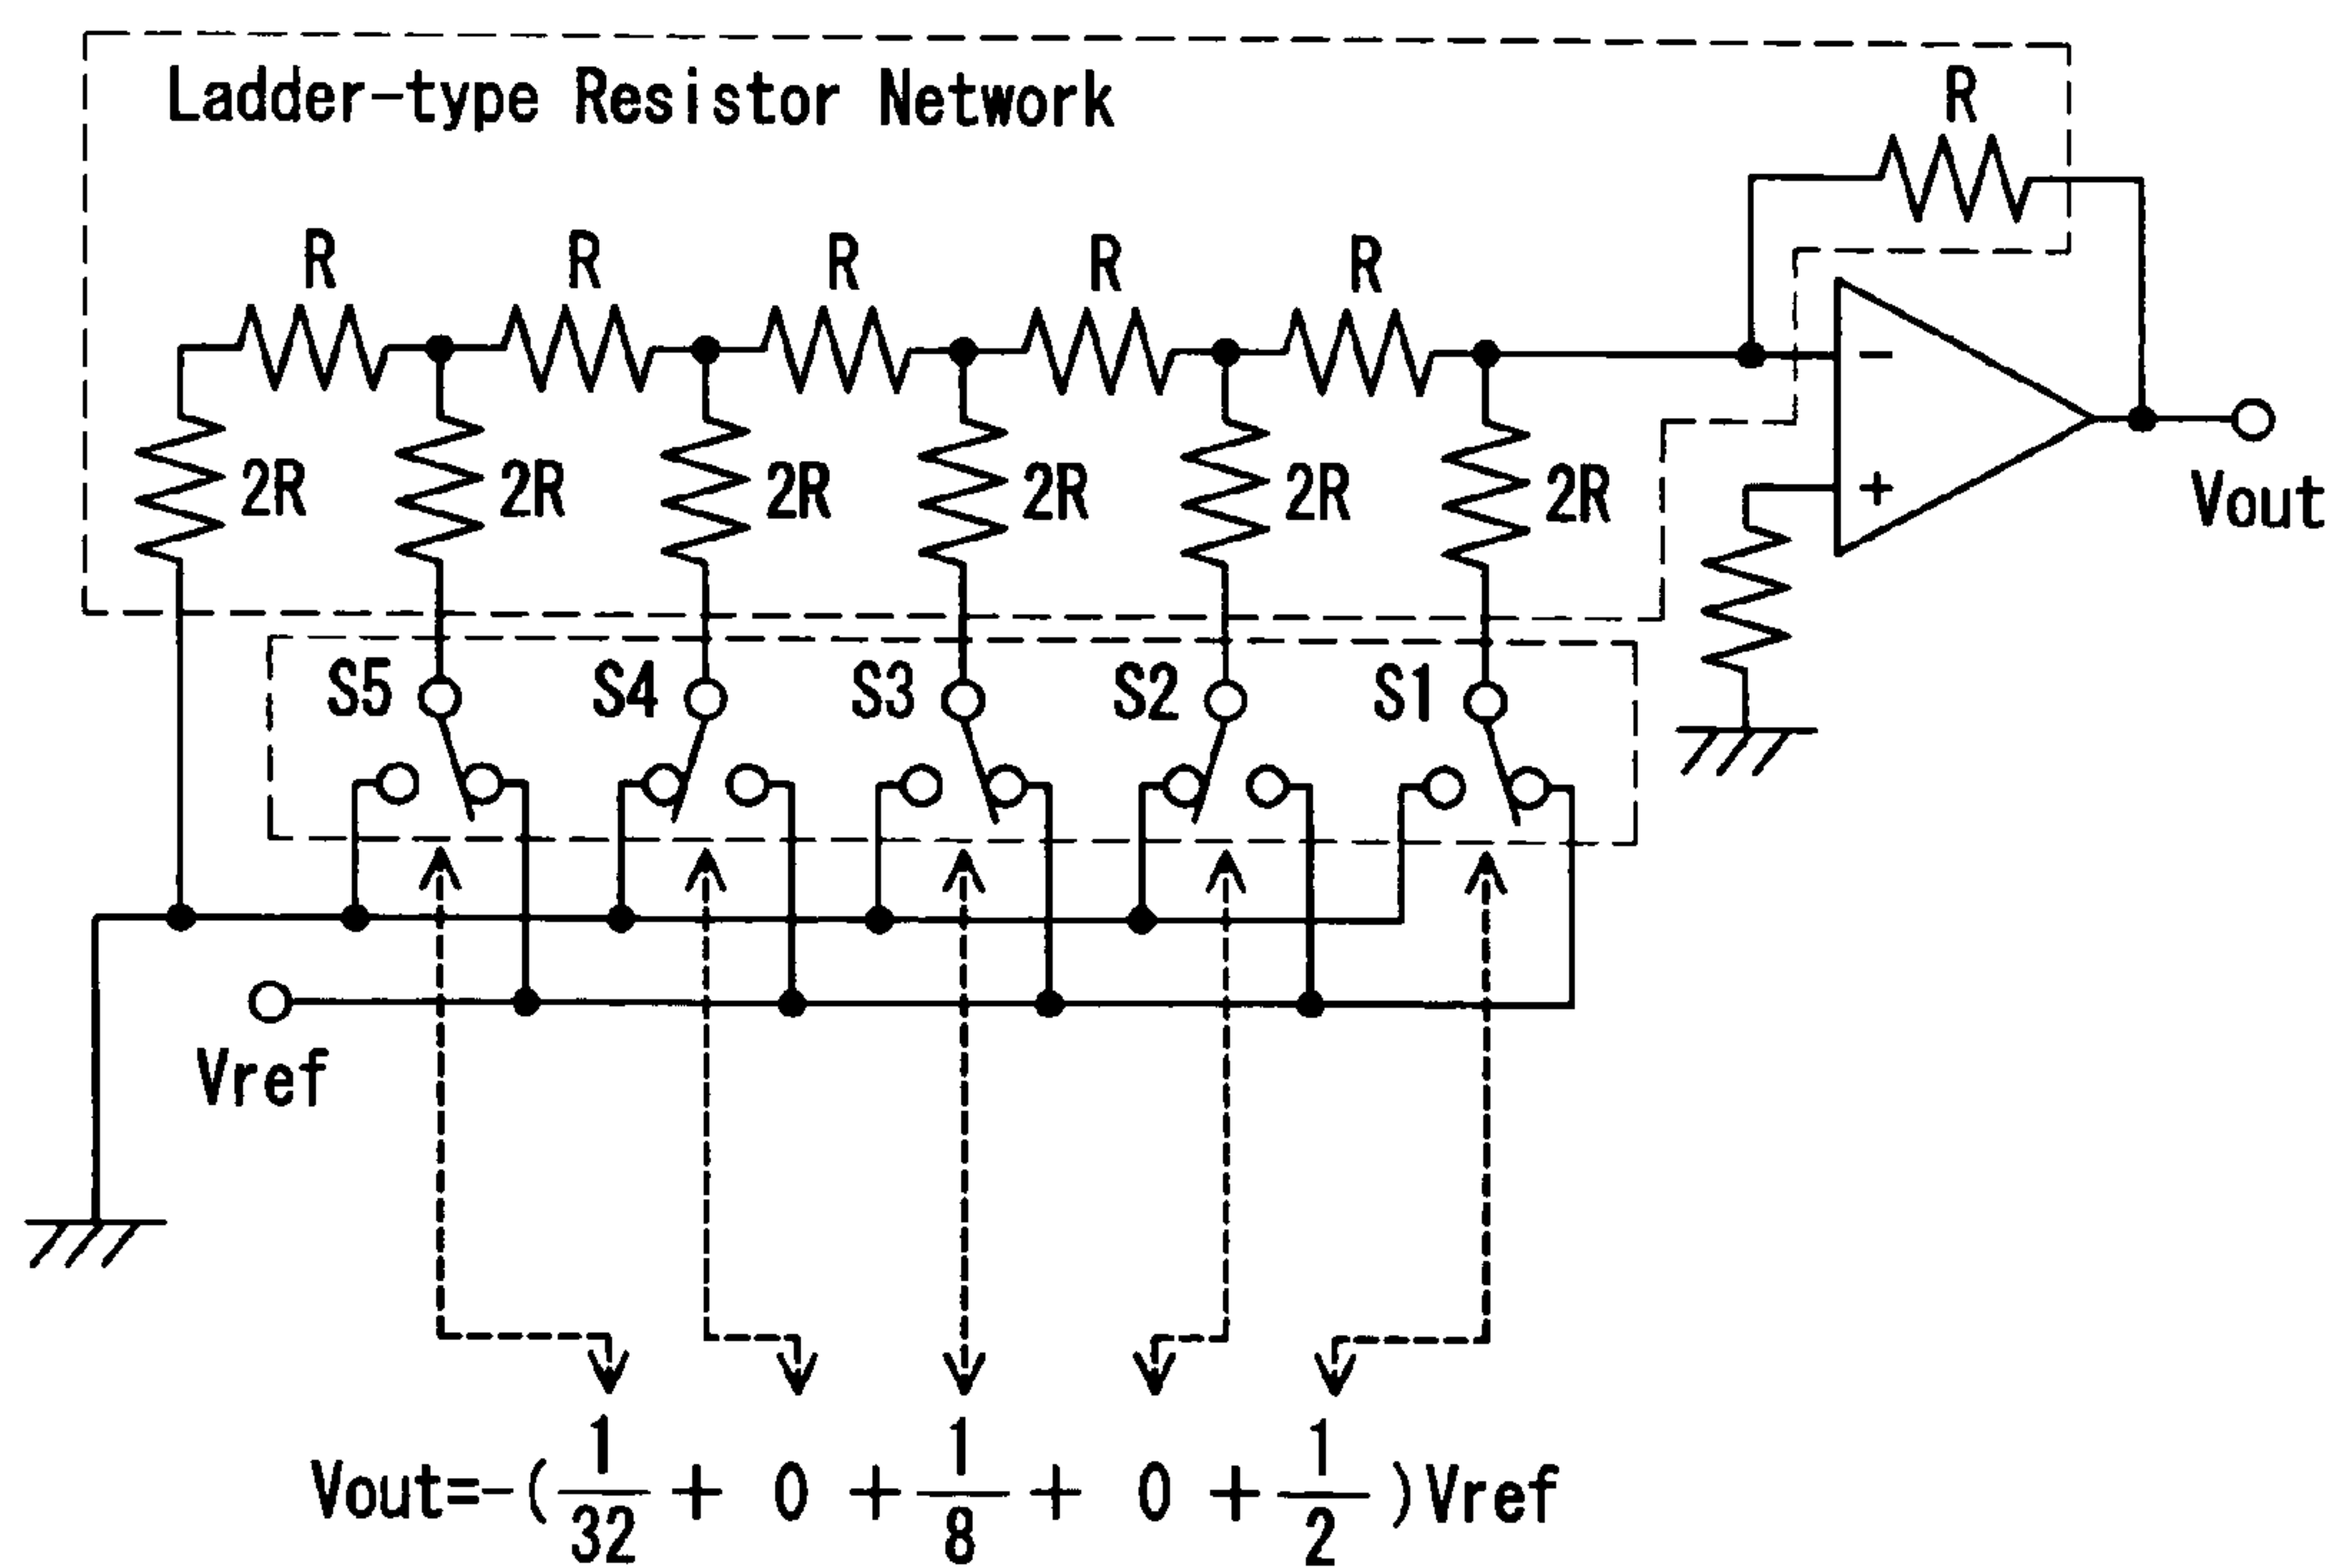 Ladder-type Resistor Network
R
R R R R R
2R 2R 2R 2R 2R 2R
−
+
Vout
S5 S4 S3 S2 S1
Vref
Vout=-(1/32 + 0 + 1/8 + 0 + 1/2)Vref